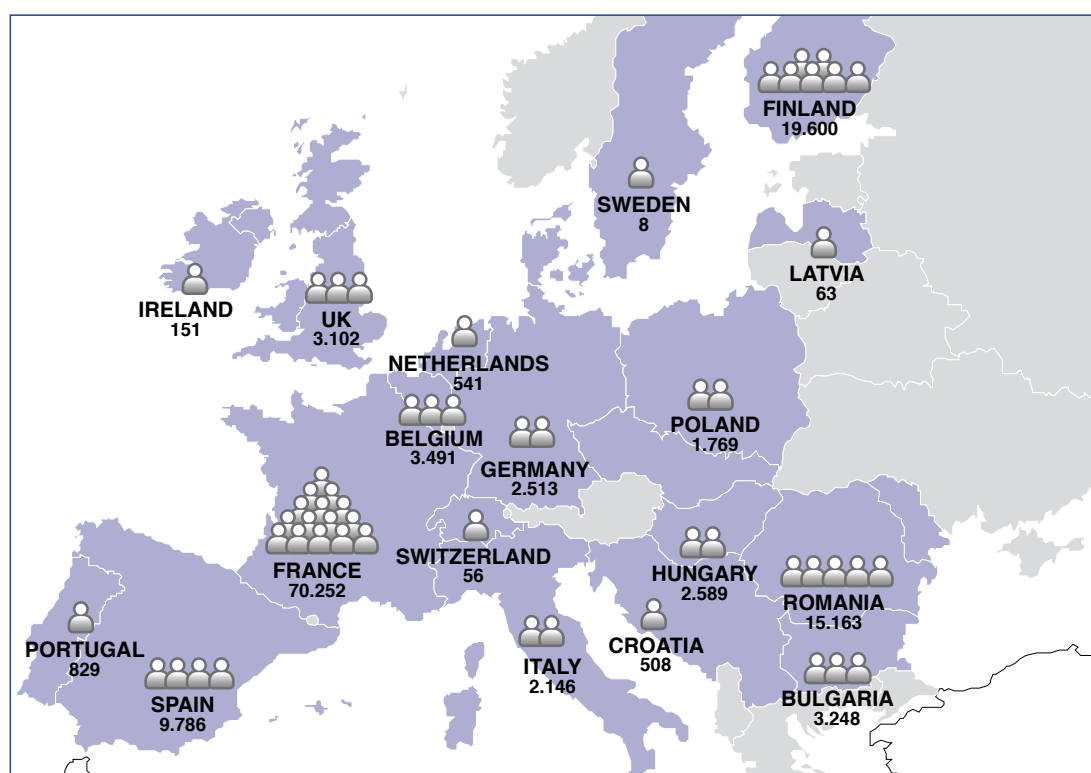 FINLAND
19.600
SWEDEN
8
LATVIA
63
IRELAND
151
UK
3.102
NETHERLANDS
541
BELGIUM
3.491
POLAND
1.769
GERMANY
2.513
SWITZERLAND
56
FRANCE
70.252
HUNGARY
2.589
ROMANIA
15.163
PORTUGAL
829
CROATIA
508
ITALY
2.146
SPAIN
9.786
BULGARIA
3.248